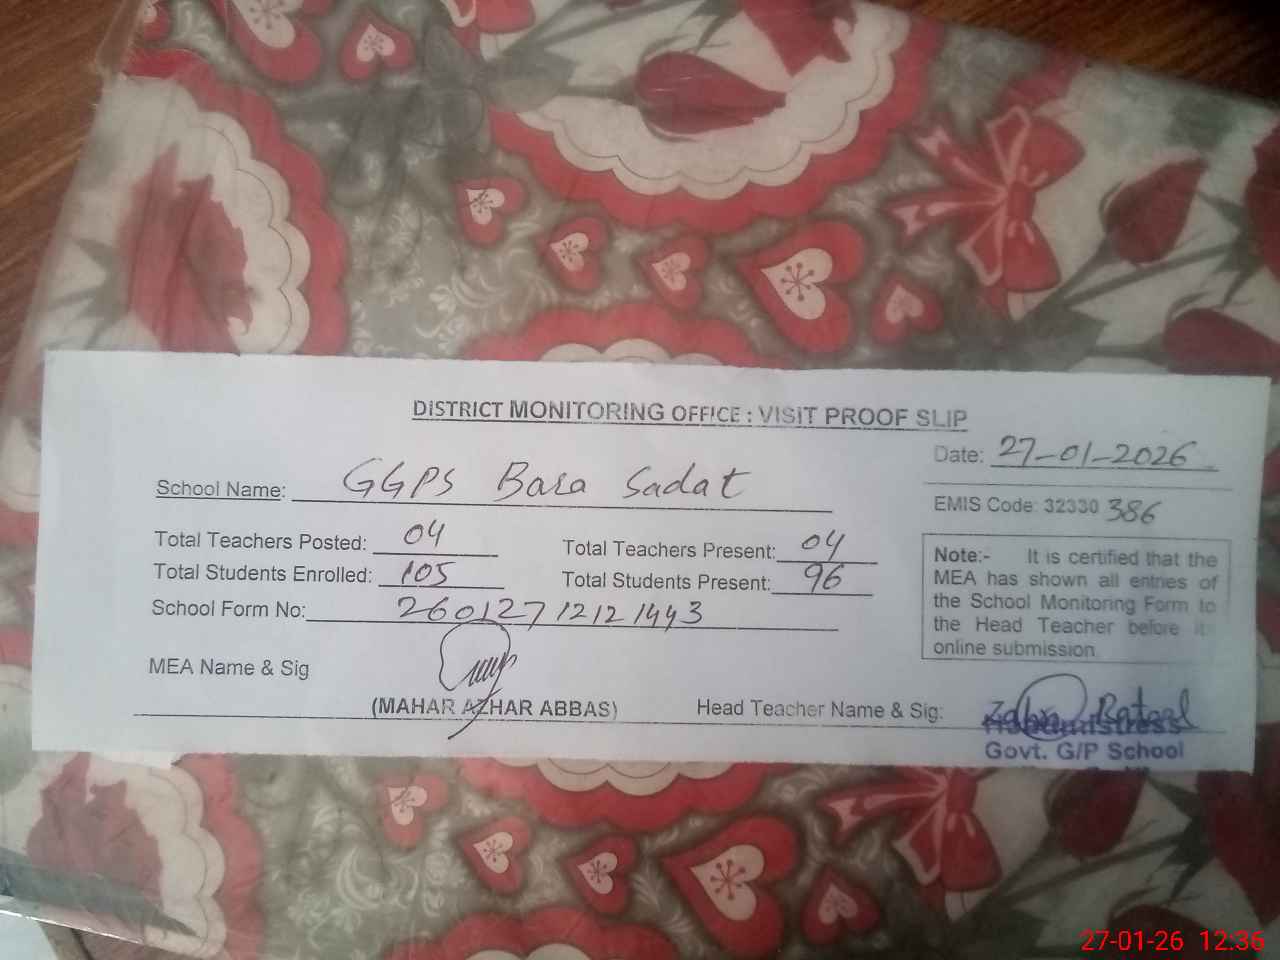 DISTRICT MONITORING OFFICE : VISIT PROOF SLIP
Date: 27-01-2026
School Name: GGPS Bara Sadat
EMIS Code: 32330 386
Total Teachers Posted: 04
Total Teachers Present: 04
Total Students Enrolled: 105
Total Students Present: 96
School Form No: 26012712121443
Note:- It is certified that the
MEA has shown all entries of
the School Monitoring Form to
the Head Teacher before its
online submission.
MEA Name & Sig
(MAHAR AZHAR ABBAS)
Head Teacher Name & Sig:
Headmistress
Govt. G/P School
27-01-26 12:36